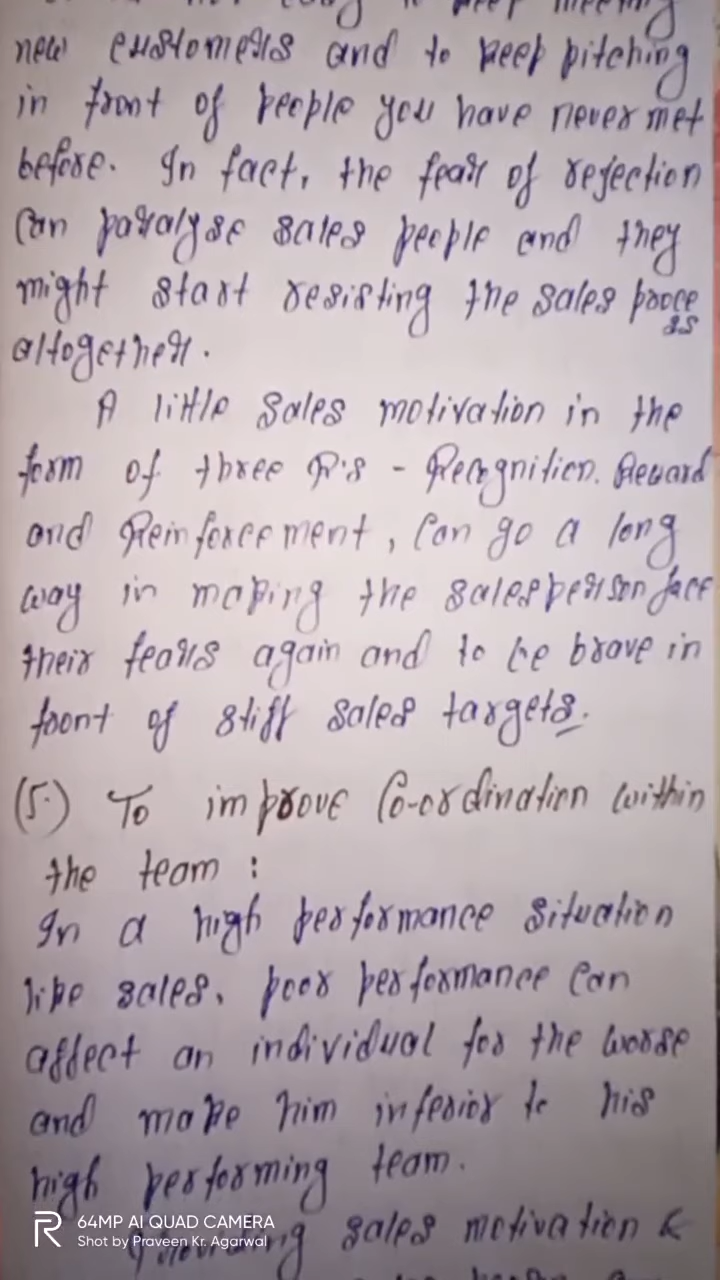 to keep meeting
new customers and to keep pitching
in front of people you have never met
before. In fact, the fear of rejection
can paralyse sales people and they
might start resisting the sales proce
ss
altogether.
A little sales motivation in the
form of three R's - Recognition. Reward
and Reinforcement, can go a long
way in making the salesperson face
their fears again and to be brave in
front of stiff sales targets.
(5.) To improve Co-ordination within
the team :
In a high performance situation
like sales, poor performance can
affect an individual for the worse
and make him inferior to his
high performing team.
sales motivation &
64MP AI QUAD CAMERA
Shot by Praveen Kr. Agarwal